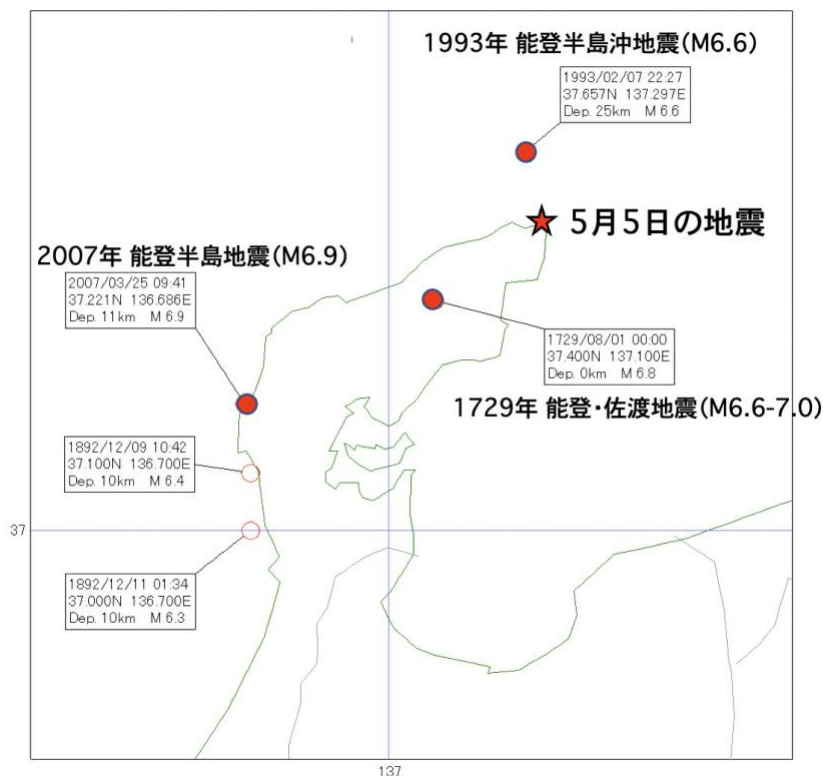 1993年 能登半島沖地震(M6.6)
1993/02/07 22:27
37.657N 137.297E
Dep. 25km M 6.6
5月5日の地震
2007年 能登半島地震(M6.9)
2007/03/25 09:41
37.221N 136.686E
Dep. 11km M 6.9
1729/08/01 00:00
37.400N 137.100E
Dep. 0km M 6.8
1729年 能登・佐渡地震(M6.6-7.0)
1892/12/09 10:42
37.100N 136.700E
Dep. 10km M 6.4
37
1892/12/11 01:34
37.000N 136.700E
Dep. 10km M 6.3
137